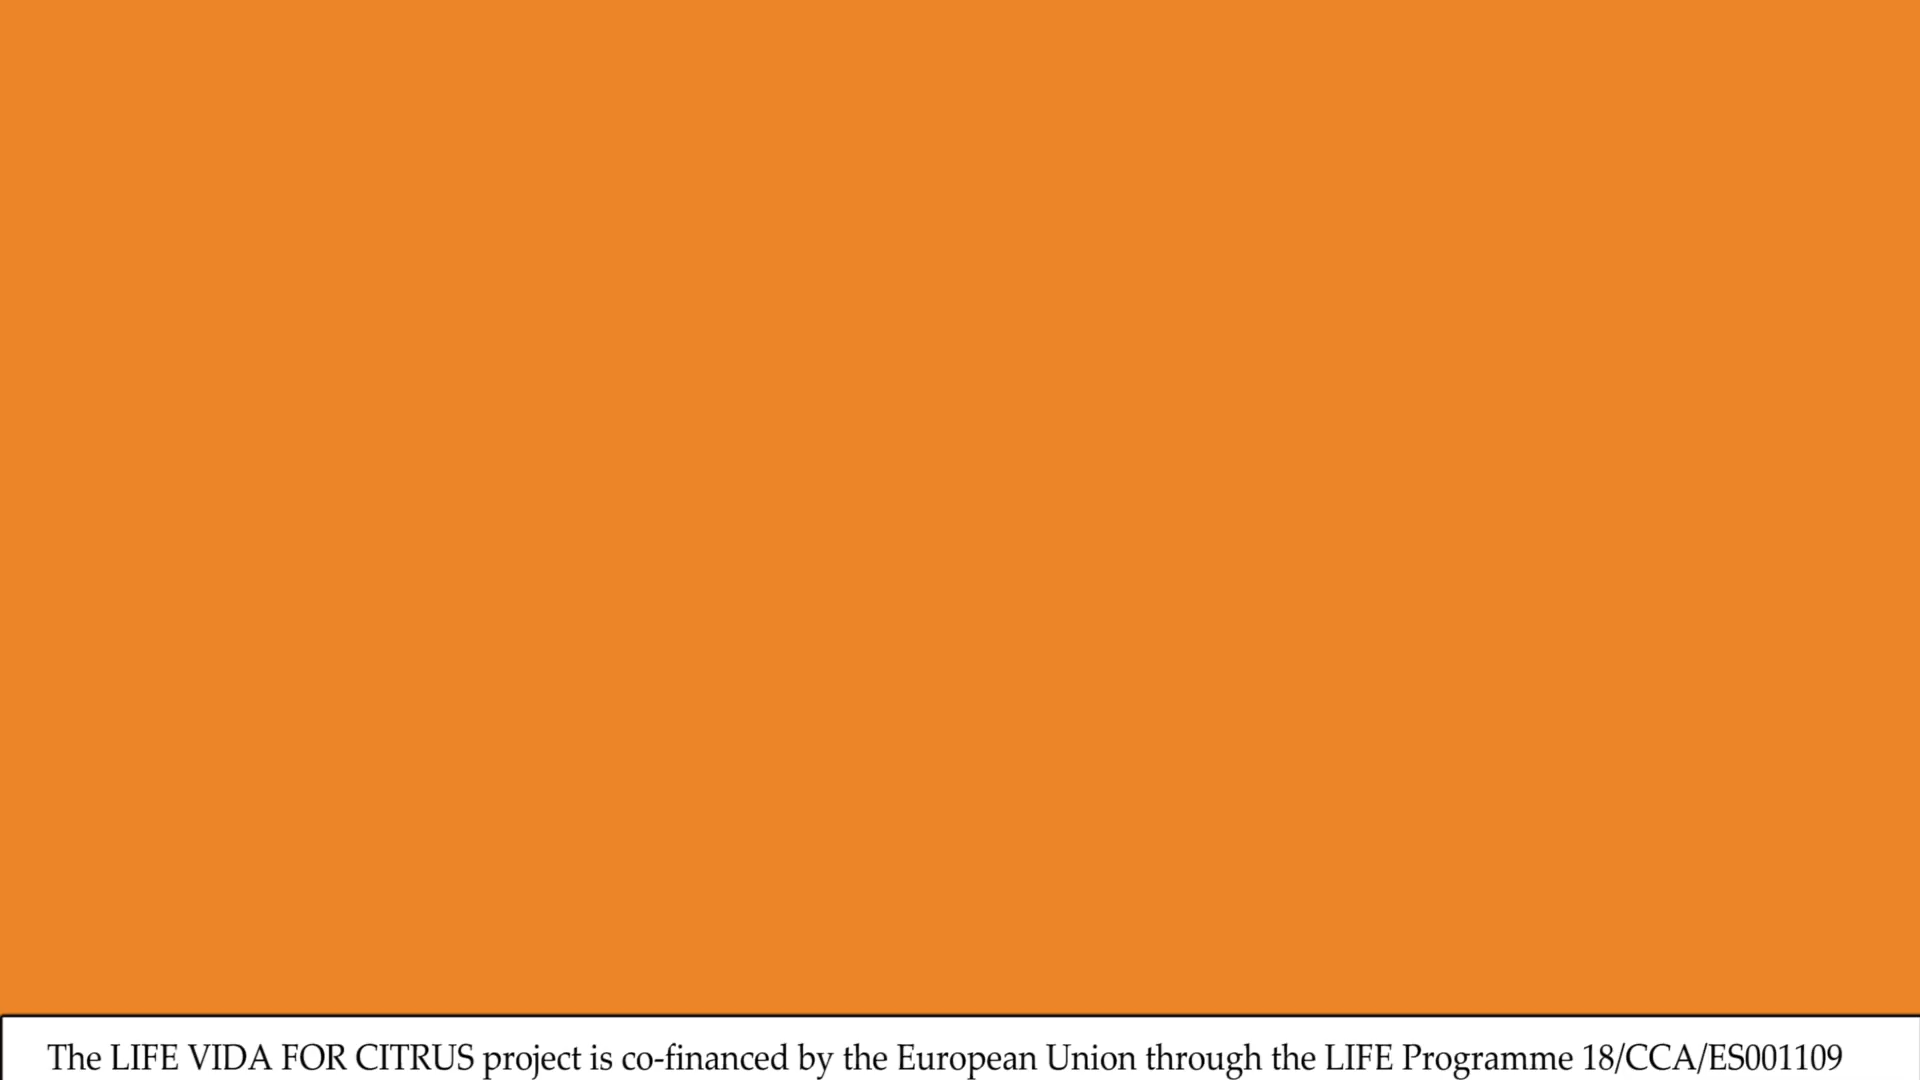 The LIFE VIDA FOR CITRUS project is co-financed by the European Union through the LIFE Programme 18/CCA/ES001109